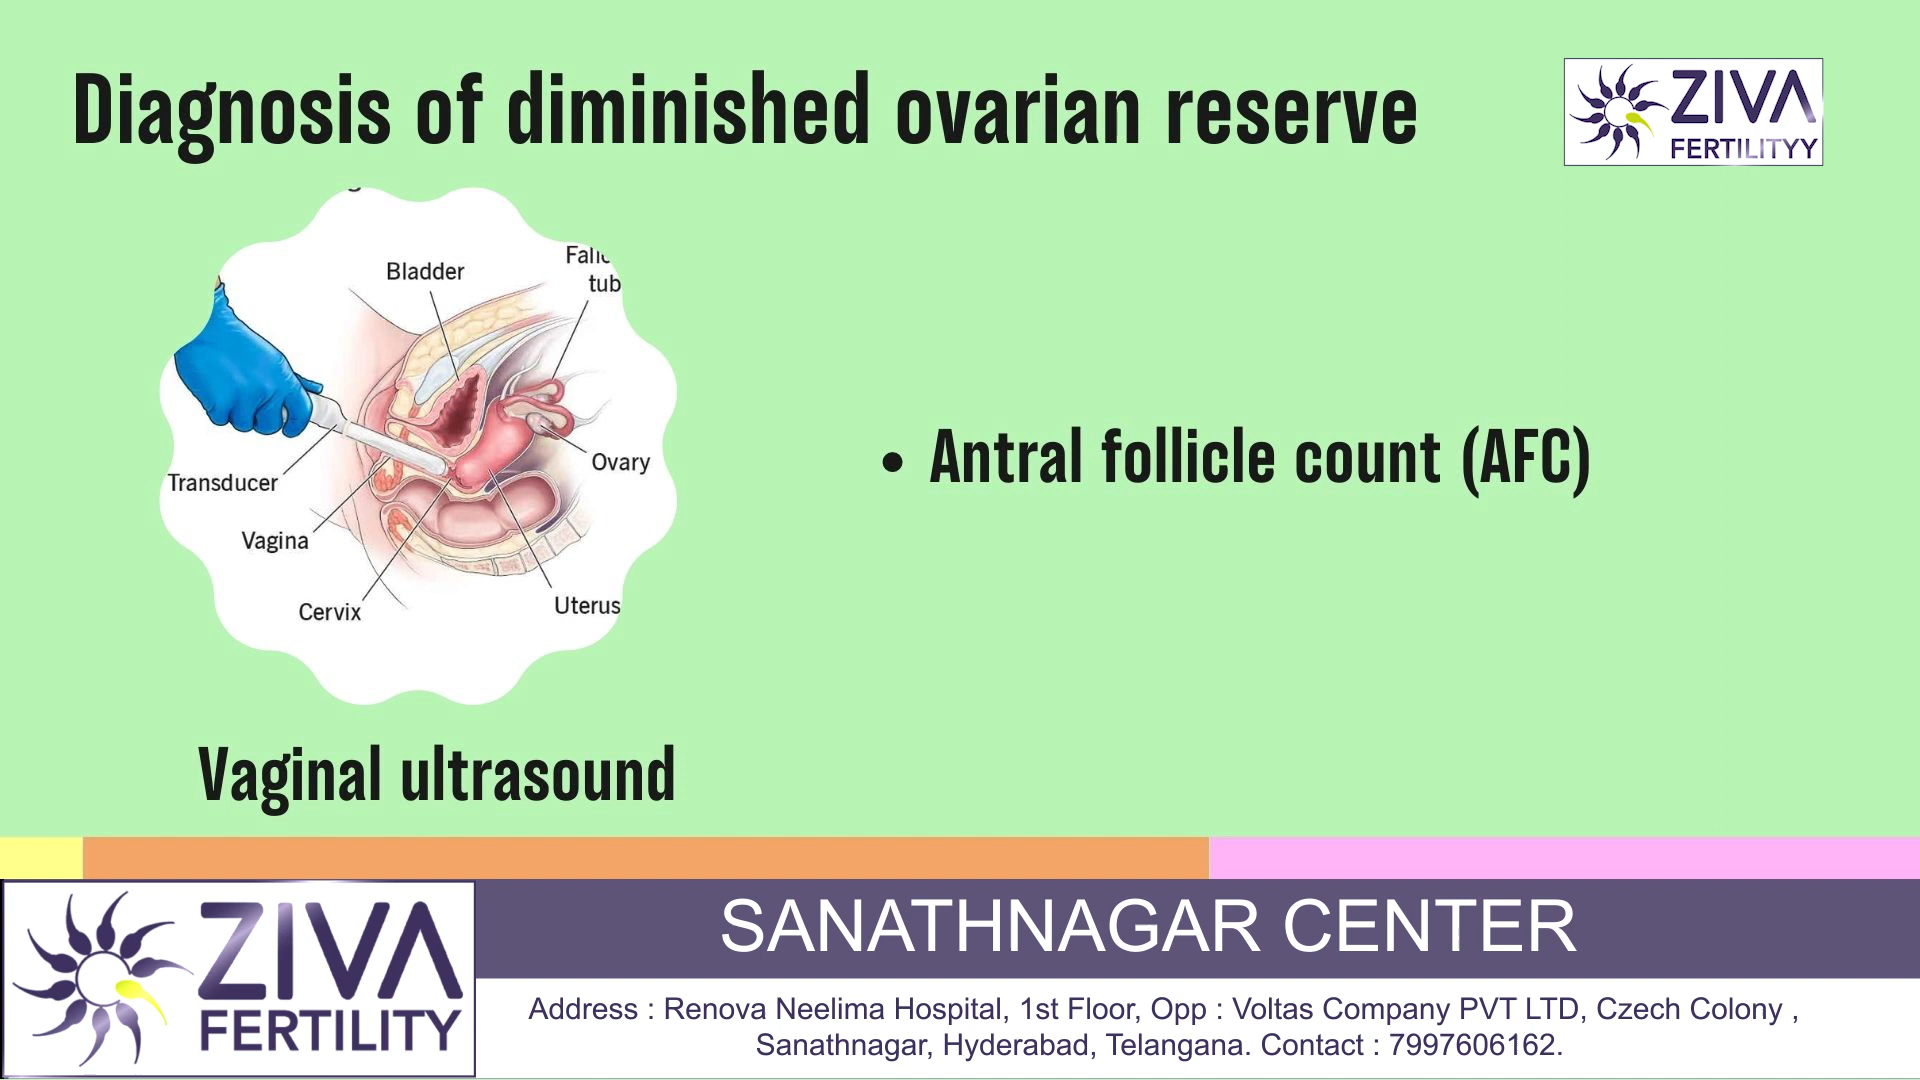 Diagnosis of diminished ovarian reserve
ZIVA
FERTILITYY
Bladder
tub
Ovary
Transducer
Vagina
Cervix
Uterus
Vaginal ultrasound
• Antral follicle count (AFC)
ZIVA
FERTILITY
SANATHNAGAR CENTER
Address : Renova Neelima Hospital, 1st Floor, Opp : Voltas Company PVT LTD, Czech Colony ,
Sanathnagar, Hyderabad, Telangana. Contact : 7997606162.